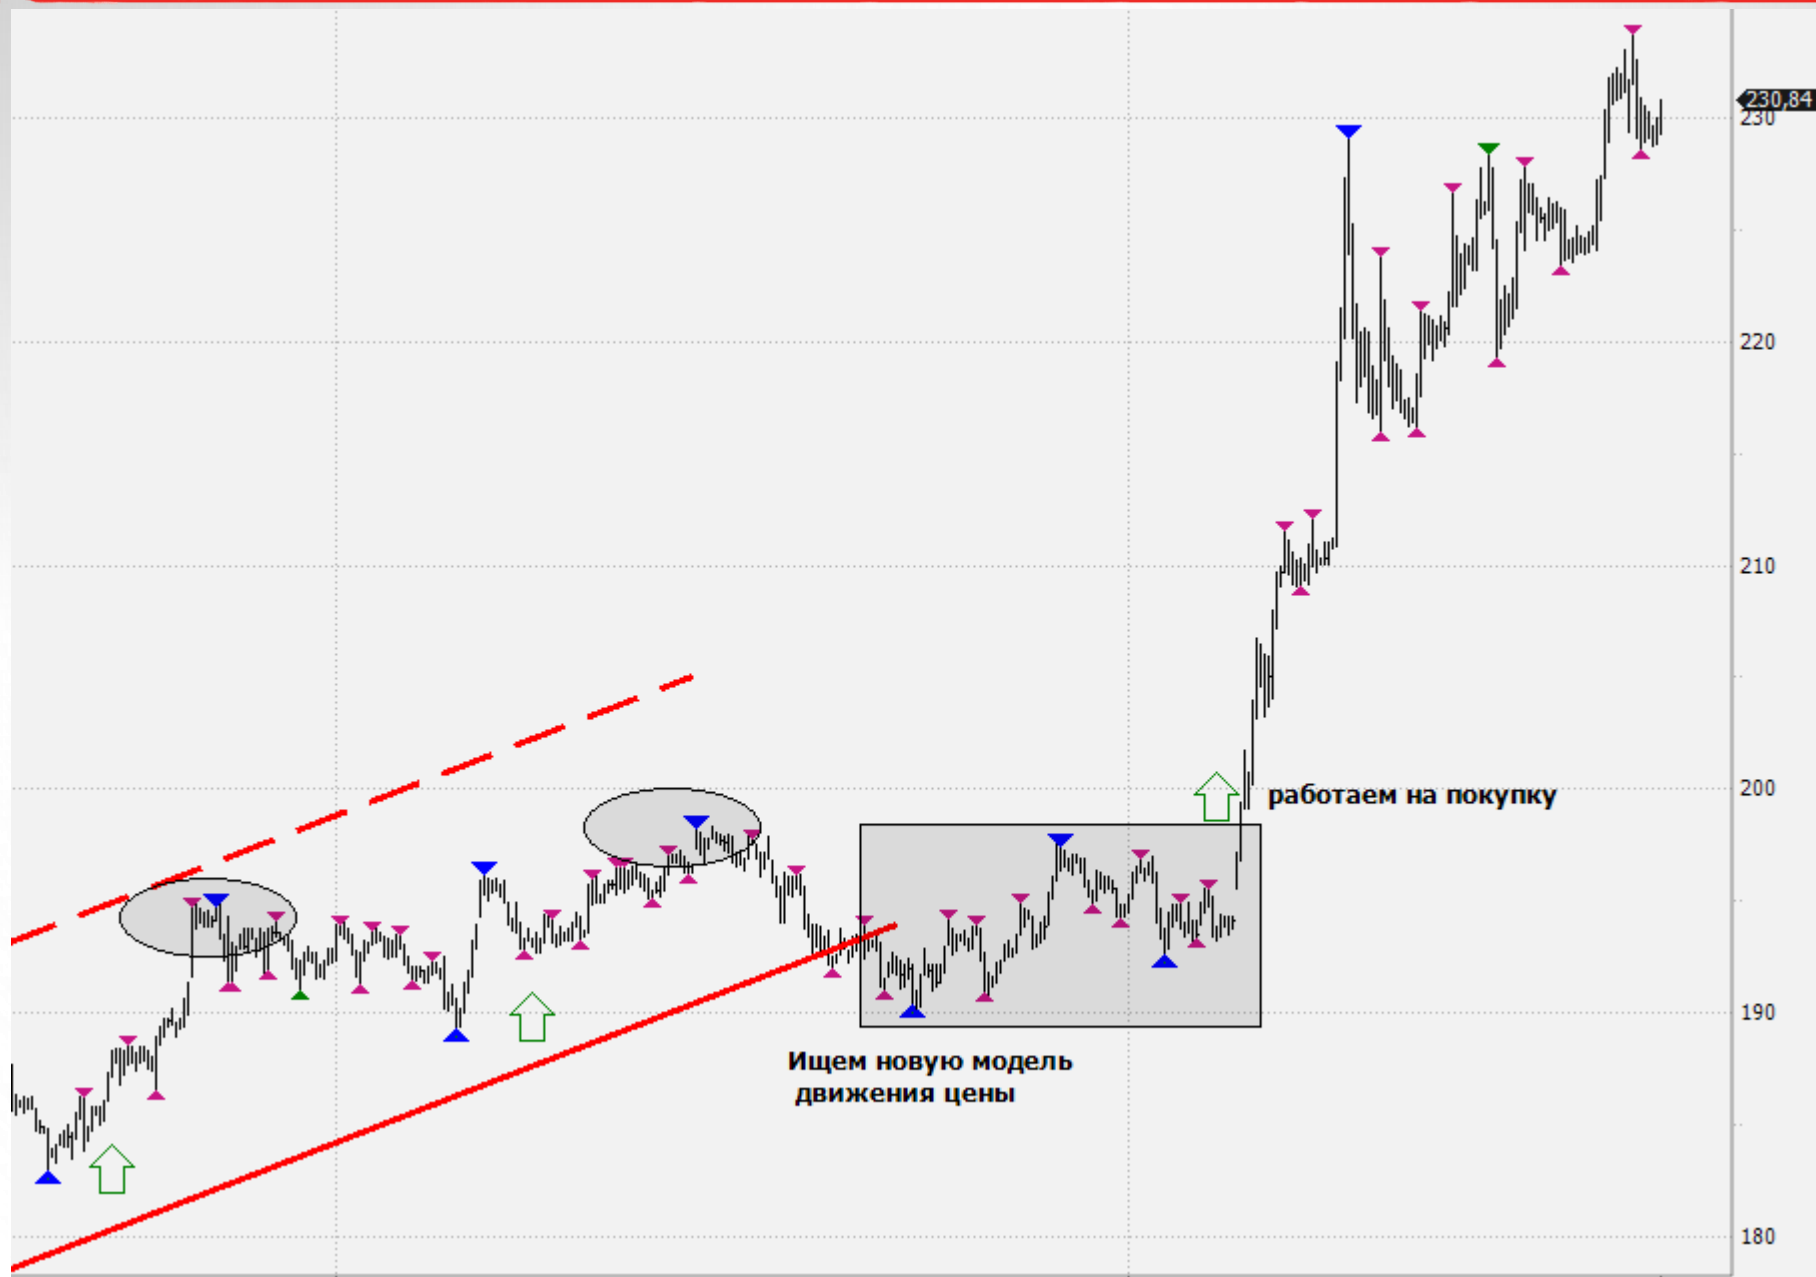 230,84
230
220
210
200
работаем на покупку
190
Ищем новую модель
движения цены
180